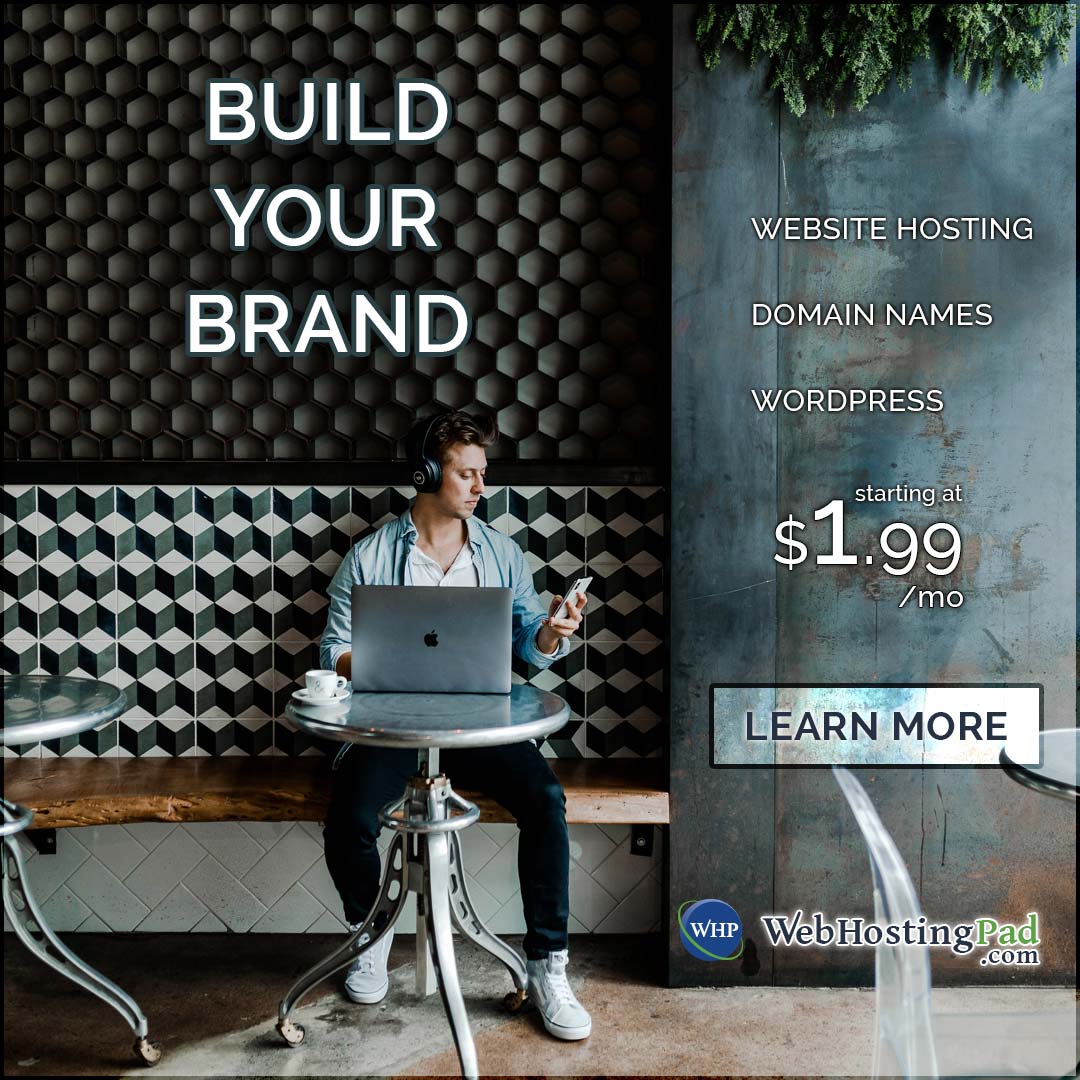 BUILD
YOUR
BRAND
WEBSITE HOSTING
DOMAIN NAMES
WORDPRESS
starting at
$1.99
/mo
LEARN MORE
WHP WebHostingPad
.com